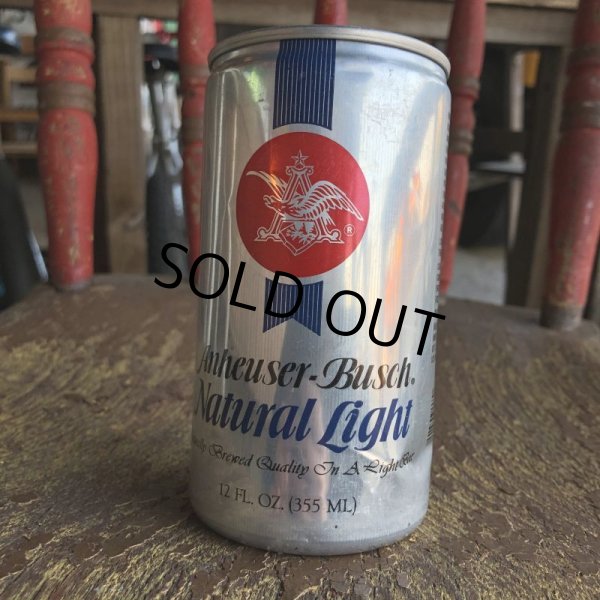 SOLD OUT
Anheuser-Busch.
Natural Light
Brewed Quality In A Light
12 FL. OZ. (355 ML)